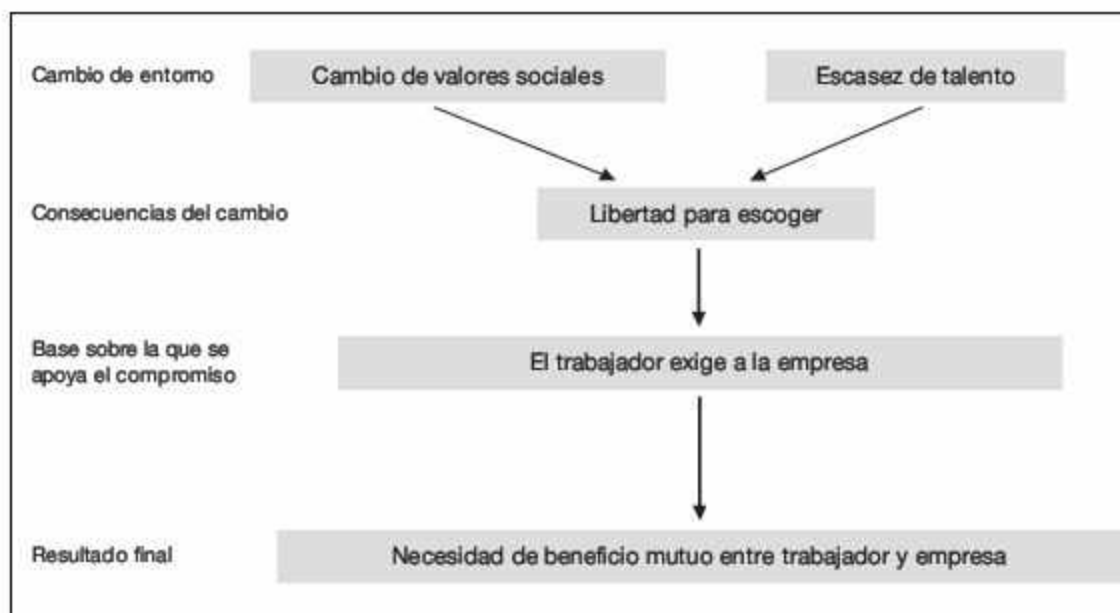 Cambio de entorno
Cambio de valores sociales
Escasez de talento
Consecuencias del cambio
Libertad para escoger
Base sobre la que se
apoya el compromiso
El trabajador exige a la empresa
Resultado final
Necesidad de beneficio mutuo entre trabajador y empresa